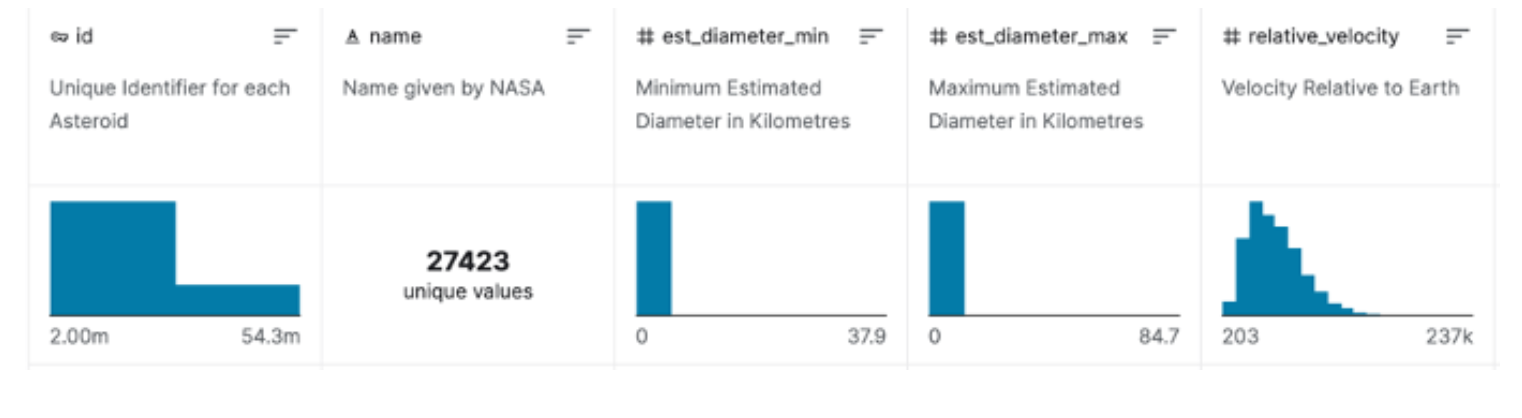 id
name
# est_diameter_min
# est_diameter_max
# relative_velocity
Unique Identifier for each
Asteroid
Name given by NASA
Minimum Estimated
Diameter in Kilometres
Maximum Estimated
Diameter in Kilometres
Velocity Relative to Earth
27423
unique values
2.00m
54.3m
0
37.9
0
84.7
203
237k